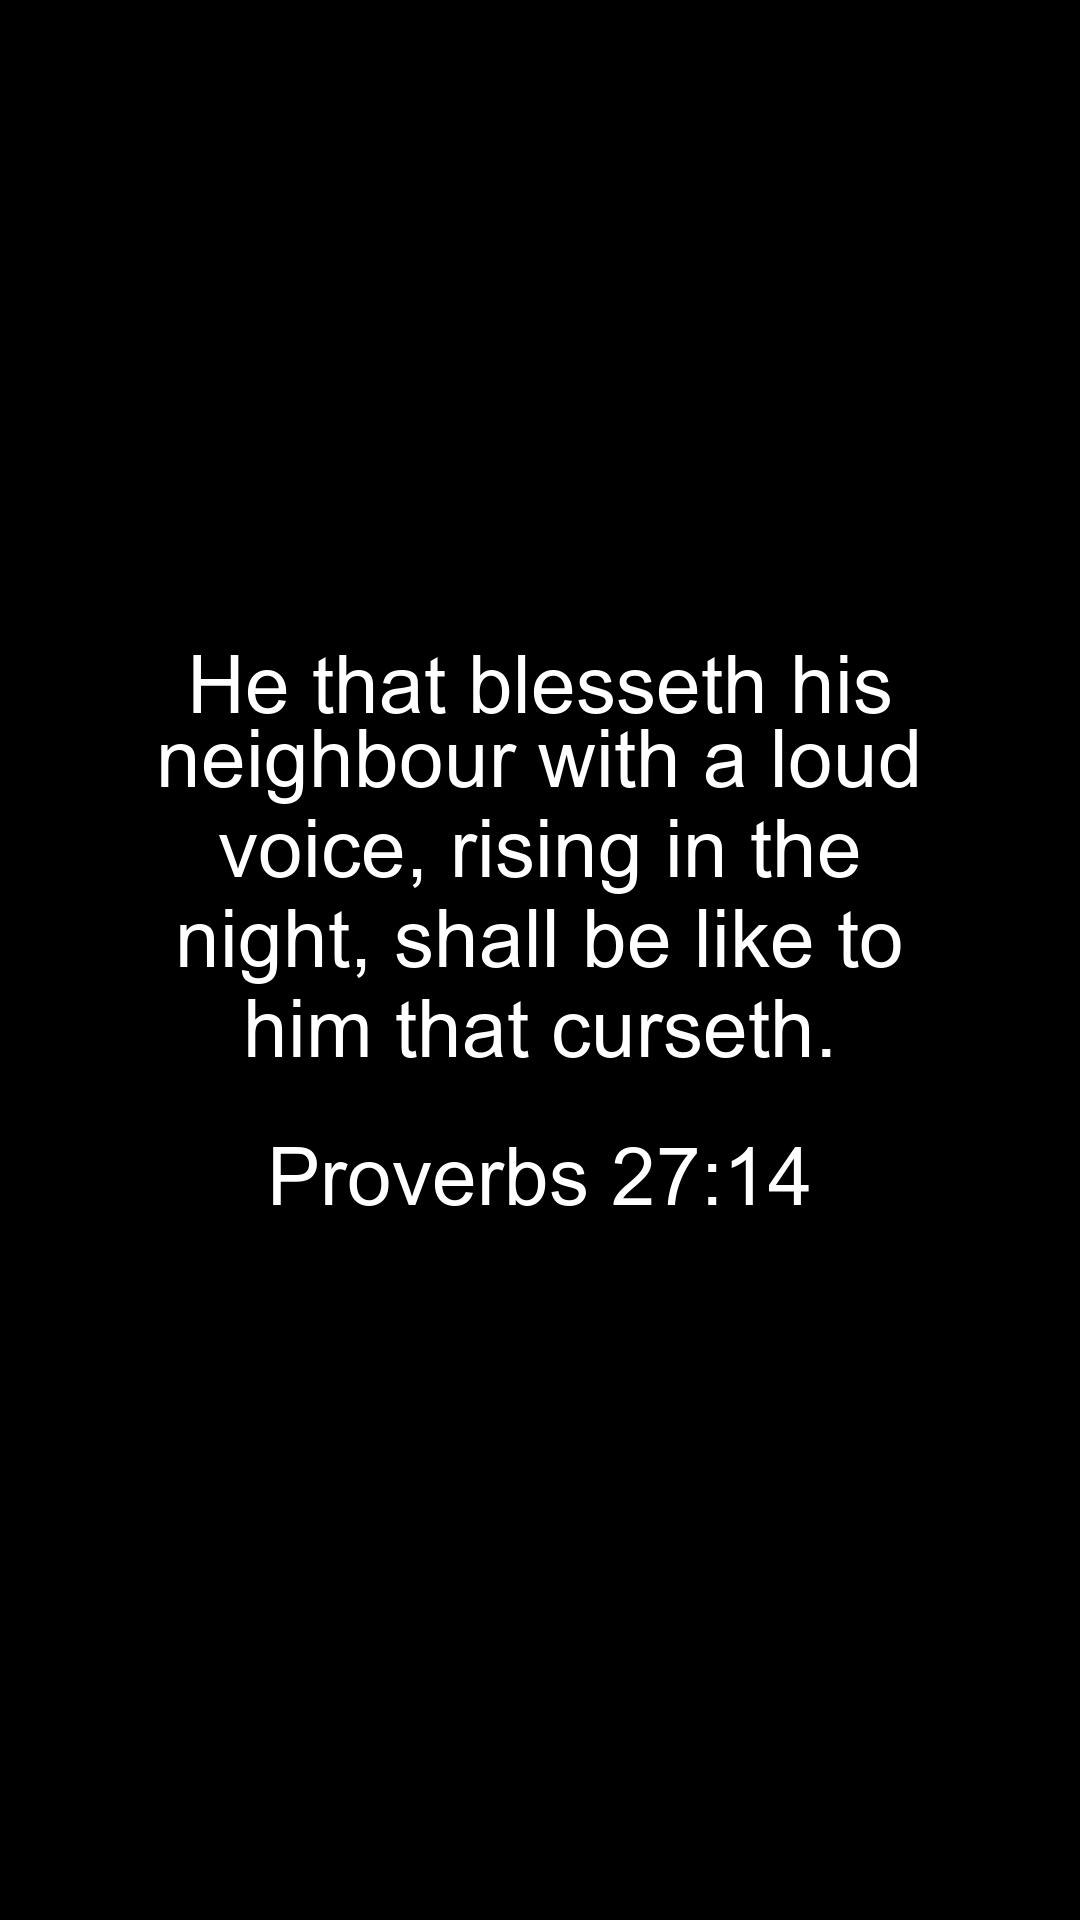 He that blesseth his
neighbour with a loud
voice, rising in the
night, shall be like to
him that curseth.
Proverbs 27:14